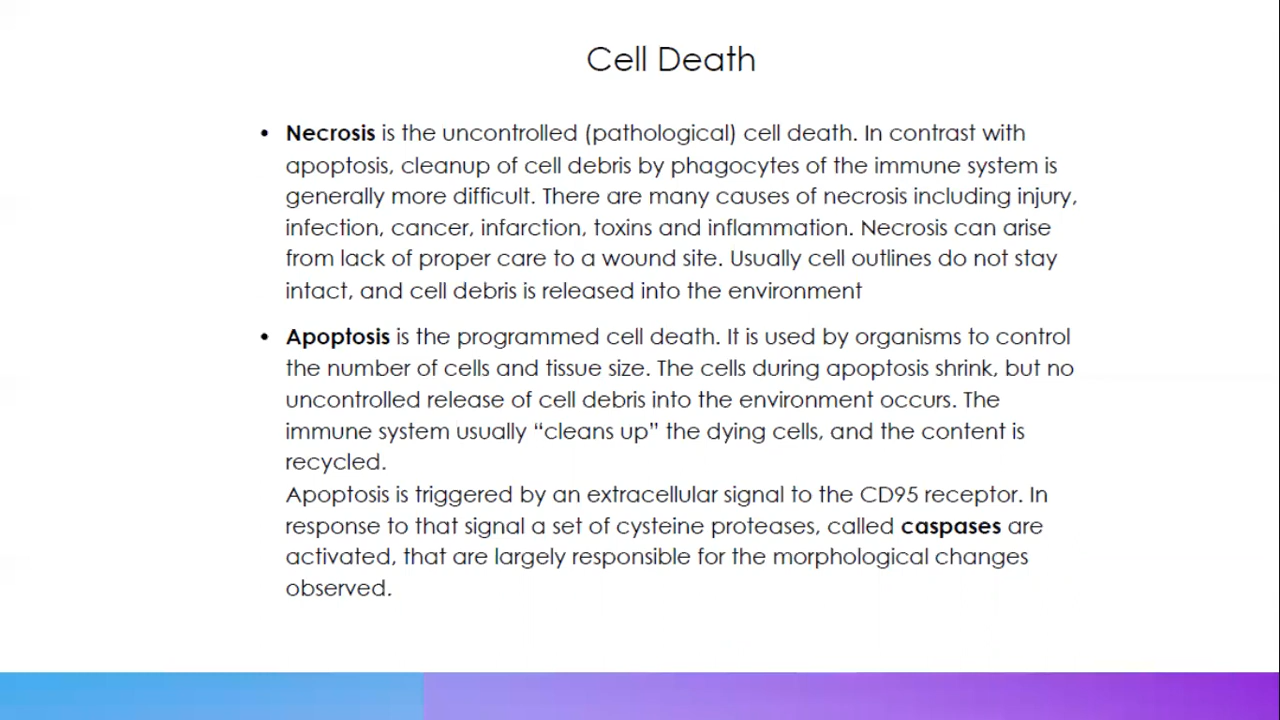 Cell Death
• Necrosis is the uncontrolled (pathological) cell death. In contrast with
apoptosis, cleanup of cell debris by phagocytes of the immune system is
generally more difficult. There are many causes of necrosis including injury,
infection, cancer, infarction, toxins and inflammation. Necrosis can arise
from lack of proper care to a wound site. Usually cell outlines do not stay
intact, and cell debris is released into the environment
• Apoptosis is the programmed cell death. It is used by organisms to control
the number of cells and tissue size. The cells during apoptosis shrink, but no
uncontrolled release of cell debris into the environment occurs. The
immune system usually “cleans up” the dying cells, and the content is
recycled.
Apoptosis is triggered by an extracellular signal to the CD95 receptor. In
response to that signal a set of cysteine proteases, called caspases are
activated, that are largely responsible for the morphological changes
observed.